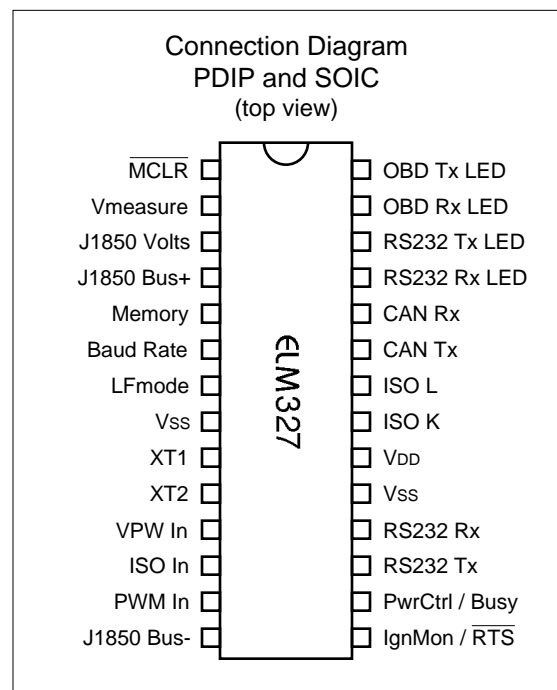 Connection Diagram
PDIP and SOIC
(top view)
MCLR
Vmeasure
J1850 Volts
J1850 Bus+
Memory
Baud Rate
LFmode
VSS
XT1
XT2
VPW In
ISO In
PWM In
J1850 Bus-
ELM327
OBD Tx LED
OBD Rx LED
RS232 Tx LED
RS232 Rx LED
CAN Rx
CAN Tx
ISO L
ISO K
VDD
VSS
RS232 Rx
RS232 Tx
PwrCtrl / Busy
IgnMon / RTS